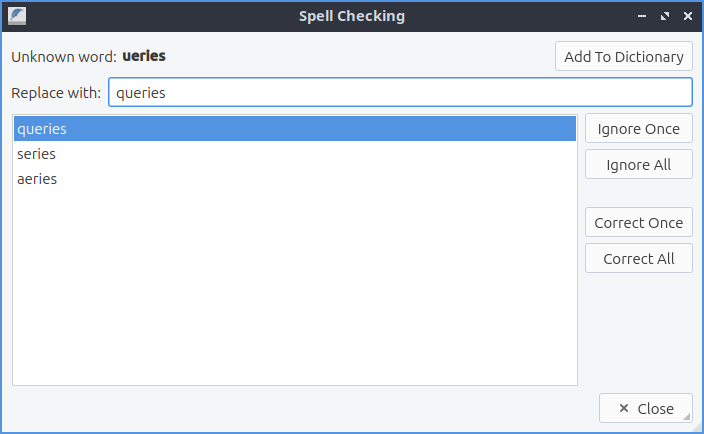 Spell Checking
Unknown word: ueries
Add To Dictionary
Replace with: queries
queries
series
aeries
Ignore Once
Ignore All
Correct Once
Correct All
Close